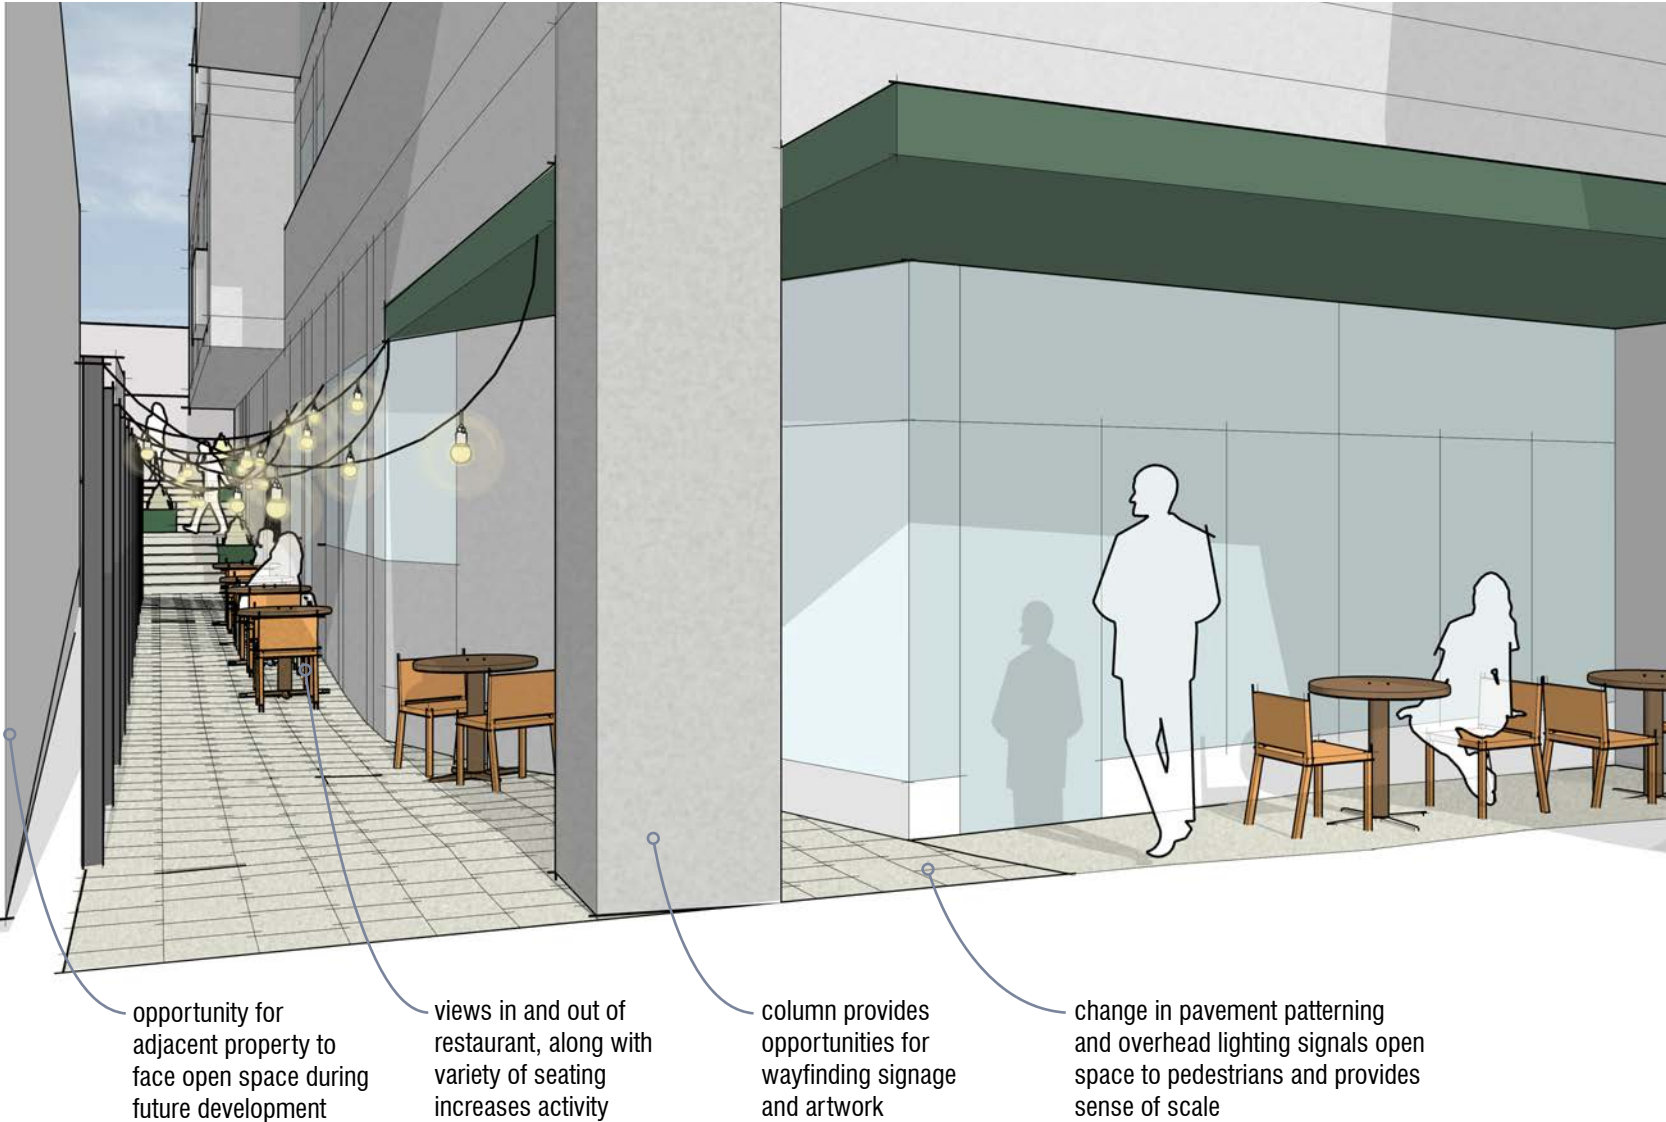 opportunity for
adjacent property to
face open space during
future development
views in and out of
restaurant, along with
variety of seating
increases activity
column provides
opportunities for
wayfinding signage
and artwork
change in pavement patterning
and overhead lighting signals open
space to pedestrians and provides
sense of scale